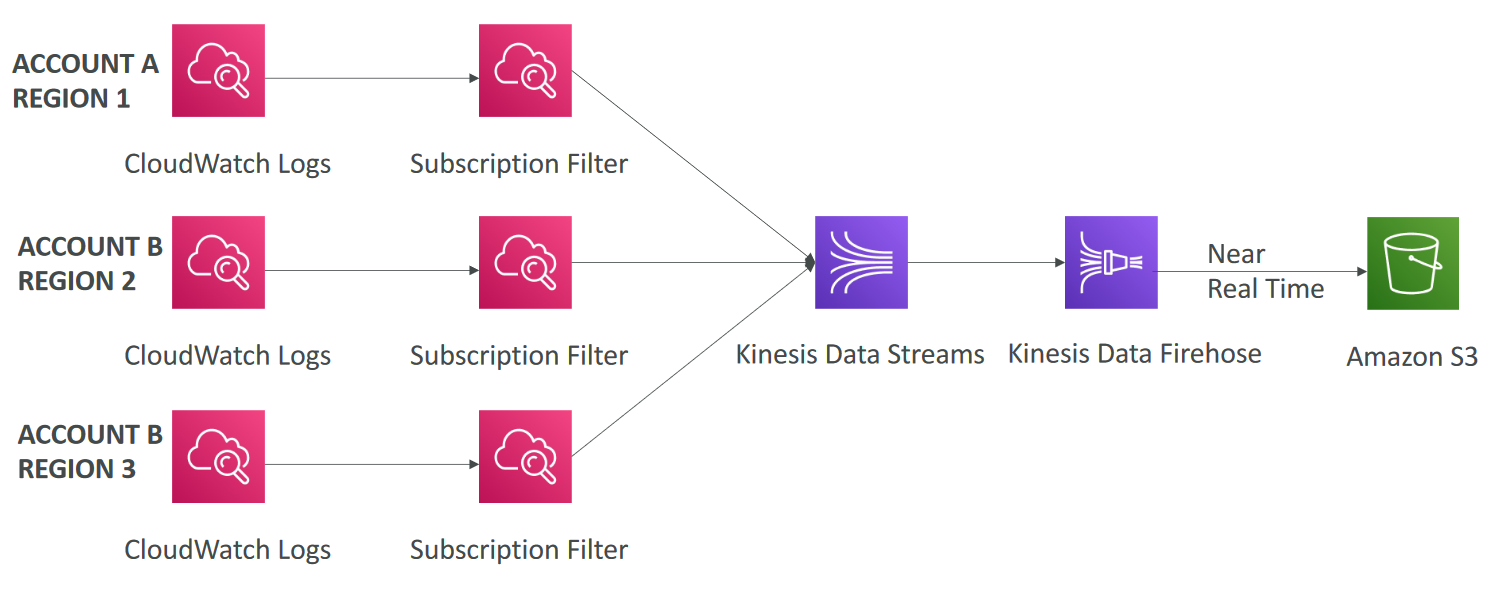 ACCOUNT A
REGION 1
CloudWatch Logs
Subscription Filter
ACCOUNT B
REGION 2
CloudWatch Logs
Subscription Filter
Kinesis Data Streams
Kinesis Data Firehose
Near
Real Time
Amazon S3
ACCOUNT B
REGION 3
CloudWatch Logs
Subscription Filter